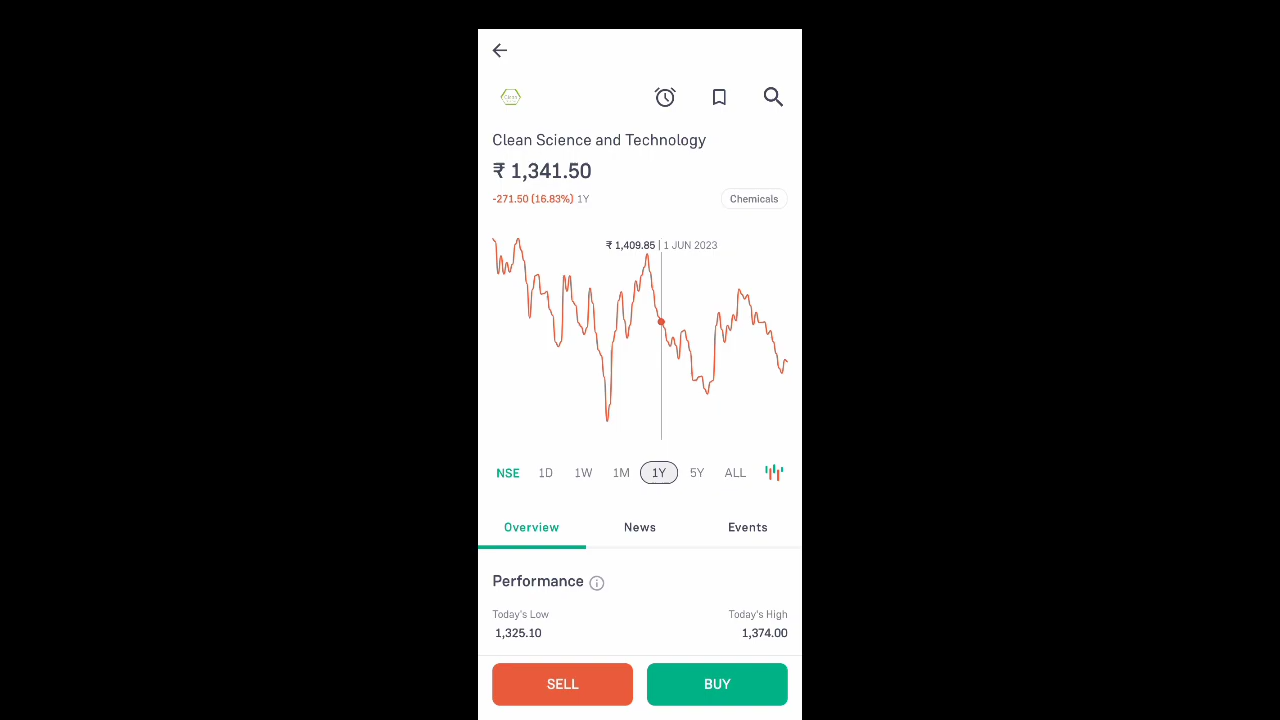 Clean
Clean Science and Technology
₹ 1,341.50
-271.50 (16.83%) 1Y
Chemicals
₹ 1,409.85 | 1 JUN 2023
NSE 1D 1W 1M 1Y 5Y ALL
Overview News Events
Performance
Today's Low Today's High
1,325.10 1,374.00
SELL BUY